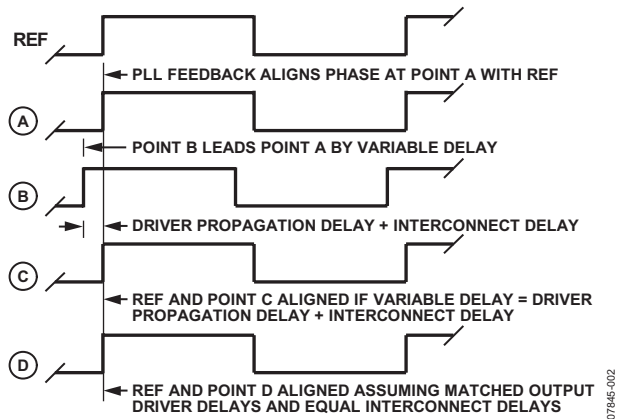 REF
PLL FEEDBACK ALIGNS PHASE AT POINT A WITH REF
A
POINT B LEADS POINT A BY VARIABLE DELAY
B
DRIVER PROPAGATION DELAY + INTERCONNECT DELAY
C
REF AND POINT C ALIGNED IF VARIABLE DELAY = DRIVER
PROPAGATION DELAY + INTERCONNECT DELAY
D
REF AND POINT D ALIGNED ASSUMING MATCHED OUTPUT
DRIVER DELAYS AND EQUAL INTERCONNECT DELAYS
07845-002